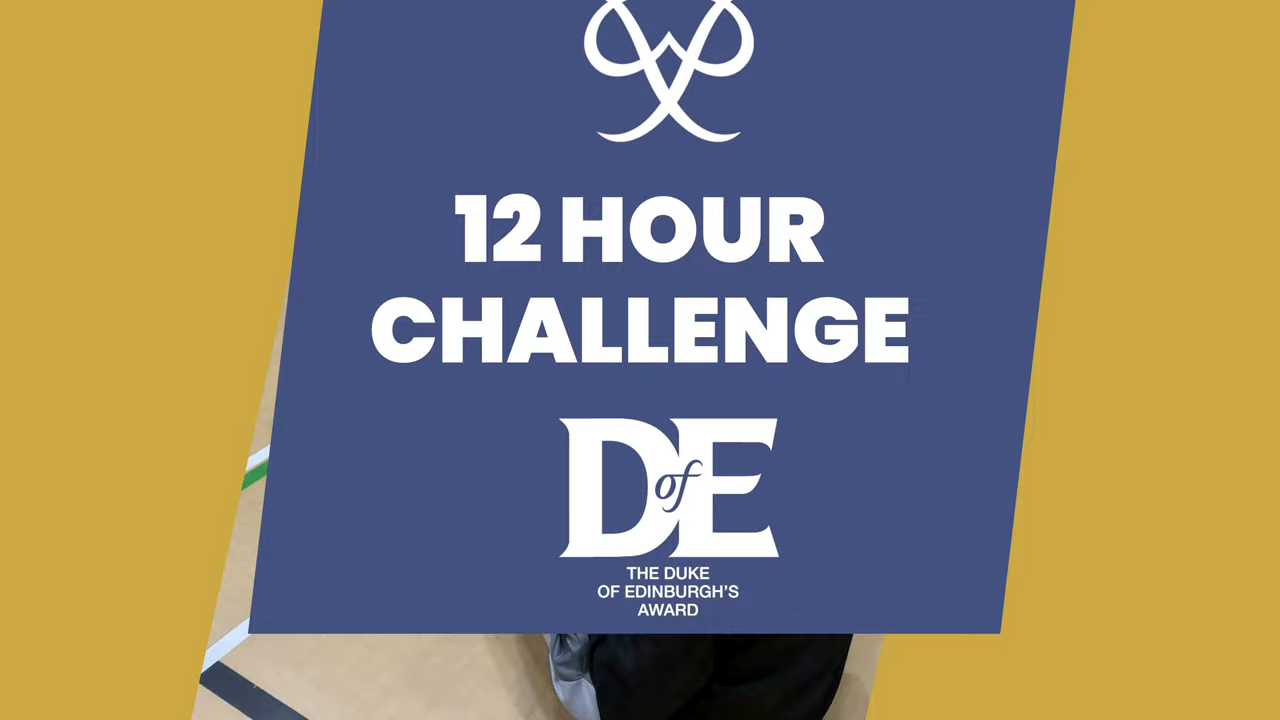 12 HOUR
CHALLENGE
DofE
THE DUKE
OF EDINBURGH'S
AWARD